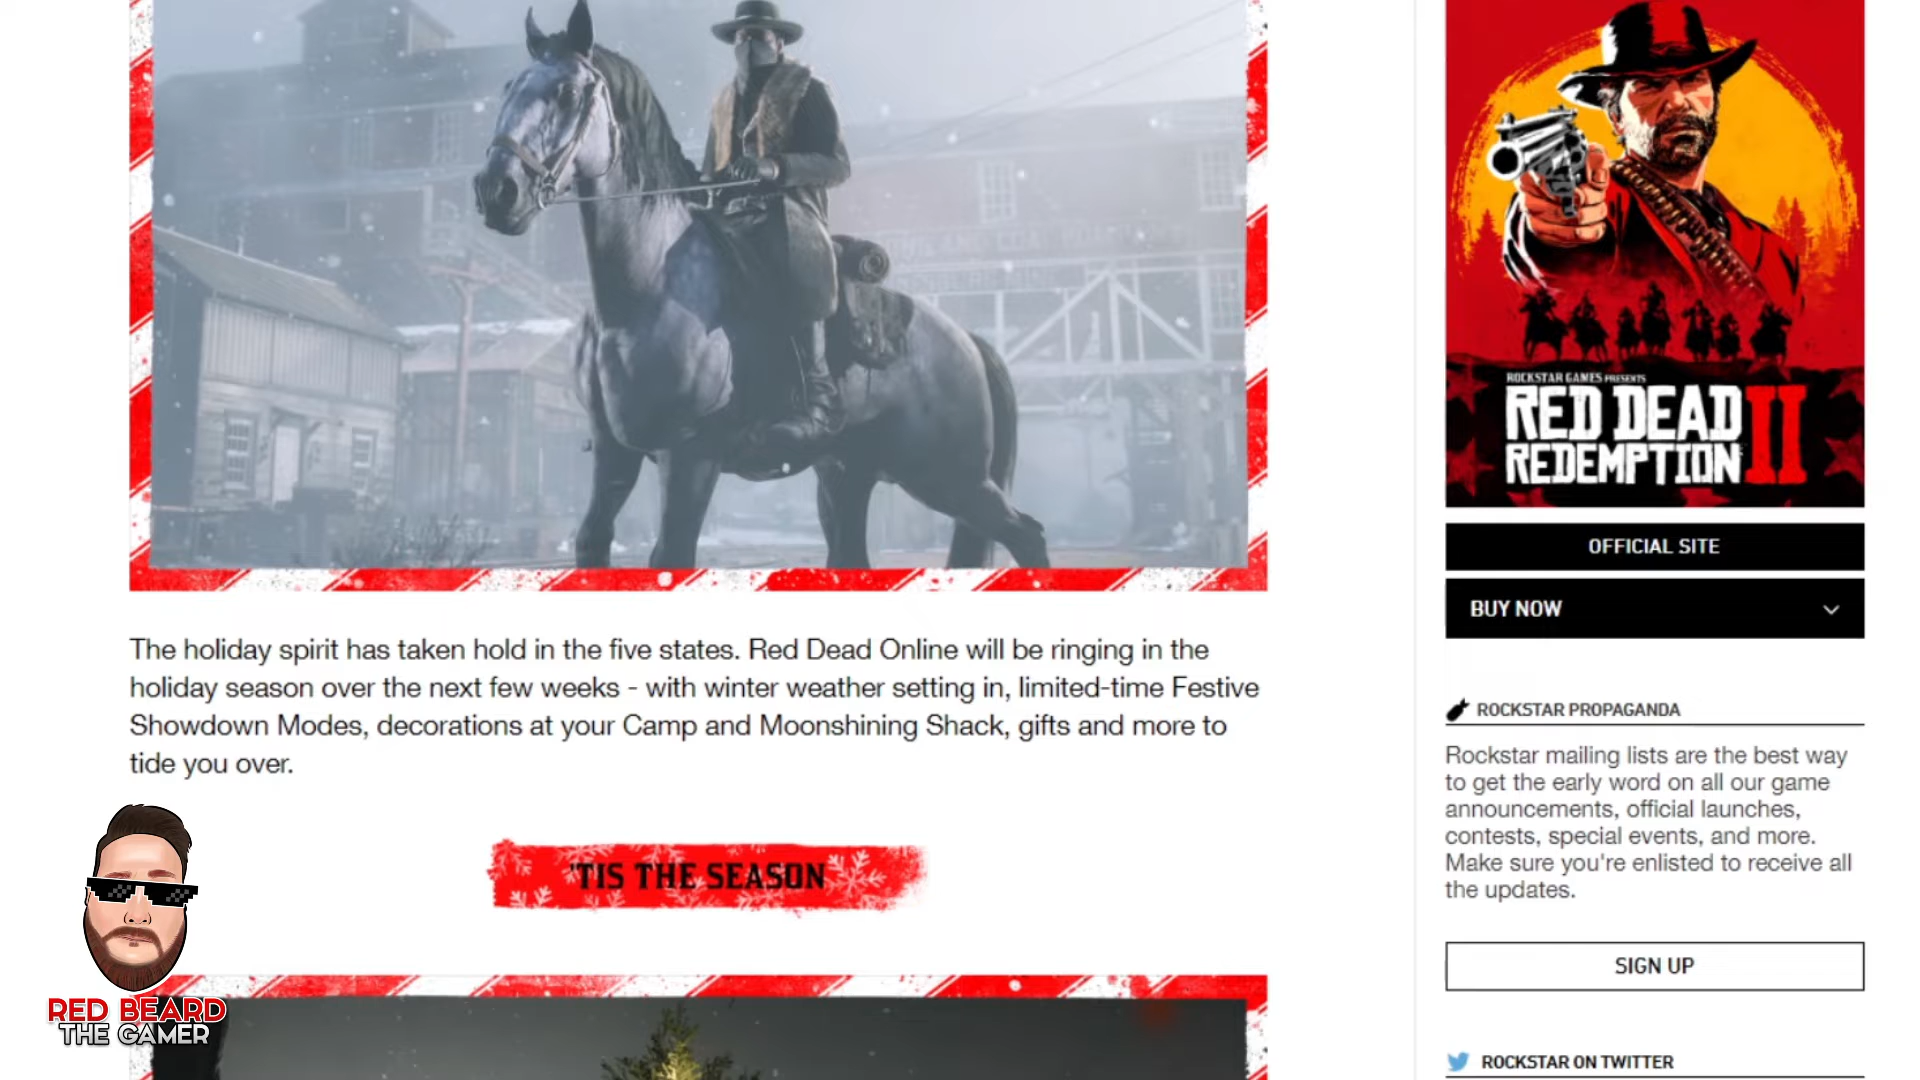 ROCKSTAR GAMES PRESENTS
RED DEAD
REDEMPTION II
OFFICIAL SITE
BUY NOW
The holiday spirit has taken hold in the five states. Red Dead Online will be ringing in the
holiday season over the next few weeks - with winter weather setting in, limited-time Festive
Showdown Modes, decorations at your Camp and Moonshining Shack, gifts and more to
tide you over.
'TIS THE SEASON
RED BEARD
THE GAMER
ROCKSTAR PROPAGANDA
Rockstar mailing lists are the best way
to get the early word on all our game
announcements, official launches,
contests, special events, and more.
Make sure you're enlisted to receive all
the updates.
SIGN UP
ROCKSTAR ON TWITTER